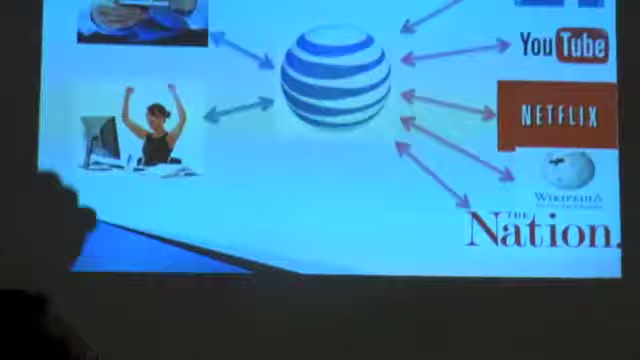 YouTube
NETFLIX
WIKIPEDIA
THE
Nation.